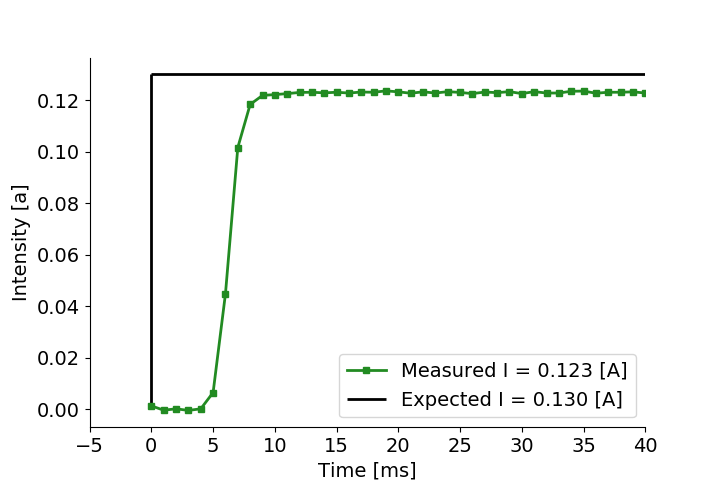 0.12
0.10
0.08
0.06
0.04
0.02
0.00
Intensity [a]
Measured I = 0.123 [A]
Expected I = 0.130 [A]
−5 0 5 10 15 20 25 30 35 40
Time [ms]